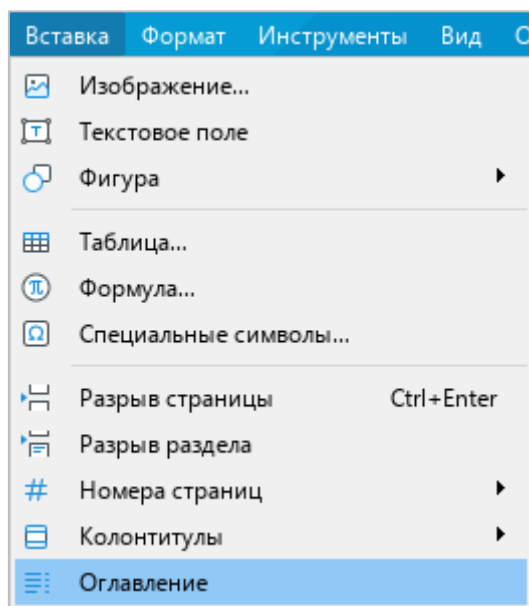 Вставка Формат Инструменты Вид
Изображение...
Текстовое поле
Фигура
Таблица...
Формула...
Специальные символы...
Разрыв страницы Ctrl+Enter
Разрыв раздела
Номера страниц
Колонтитулы
Оглавление